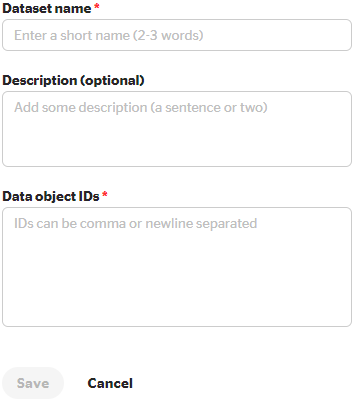 Dataset name *
Enter a short name (2-3 words)
Description (optional)
Add some description (a sentence or two)
Data object IDs *
IDs can be comma or newline separated
Save Cancel